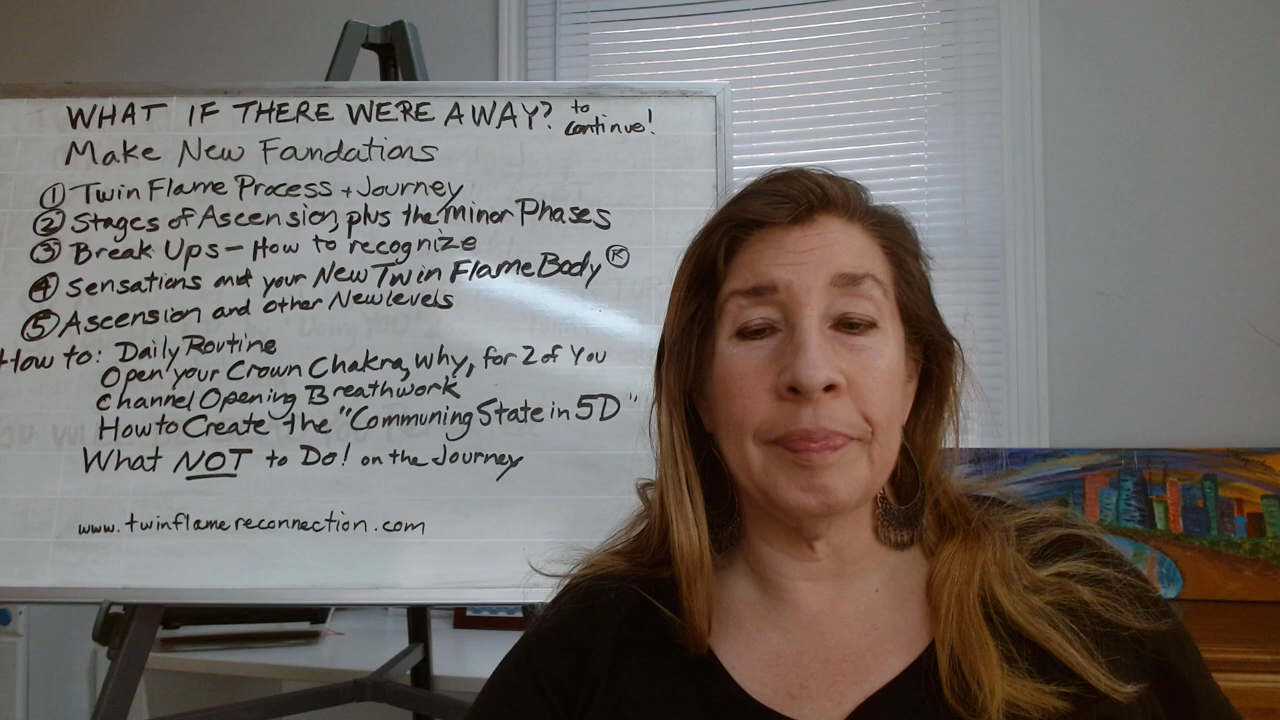 WHAT IF THERE WERE A WAY? to continue!
Make New Foundations
① Twin Flame Process + Journey
② Stages of Ascension, plus the minor Phases
③ Break Ups – How to recognize
④ Sensations and your New Twin Flame Body ®
⑤ Ascension and other New levels
How to: Daily Routine
Open your Crown Chakra, why, for 2 of You
Channel Opening Breathwork
How to Create the "Communing State in 5D"
What NOT to Do! on the Journey
www.twinflamereconnection.com